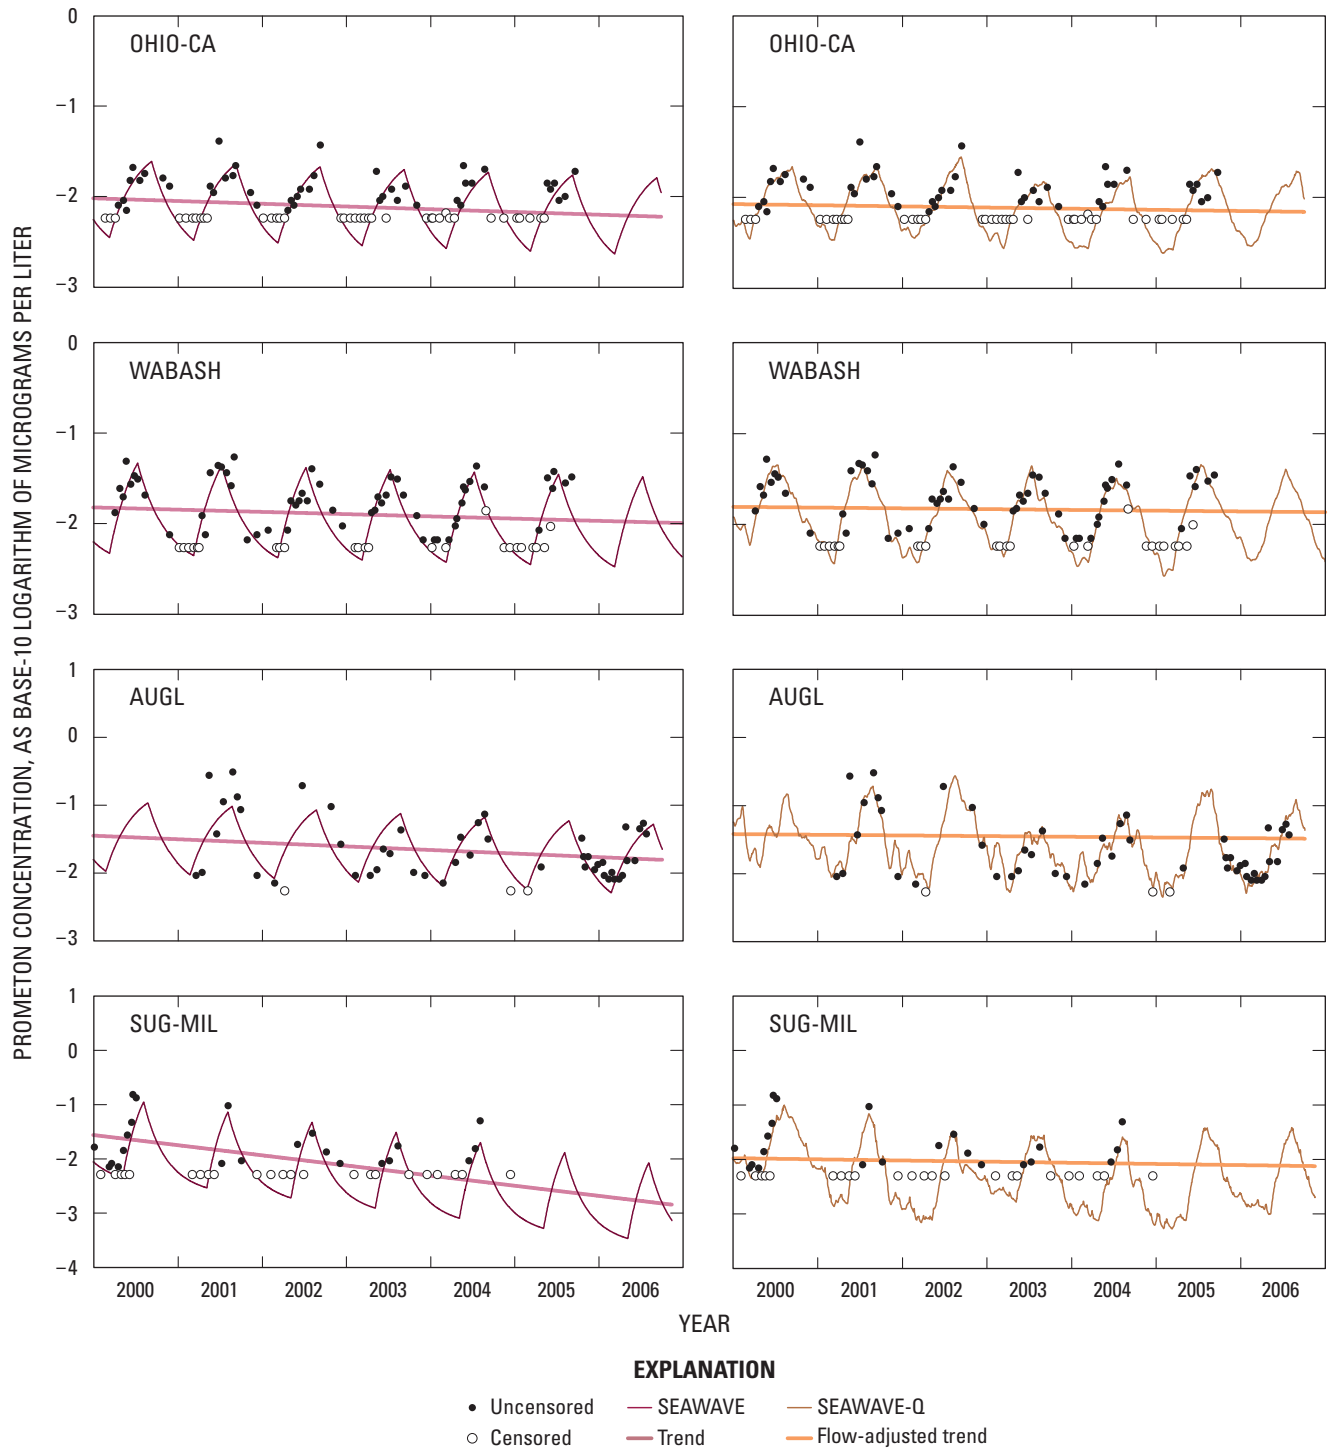 PROMETON CONCENTRATION, AS BASE-10 LOGARITHM OF MICROGRAMS PER LITER
0
−1
−2
−3
OHIO-CA
OHIO-CA
0
−1
−2
−3
WABASH
WABASH
1
0
−1
−2
−3
AUGL
AUGL
1
0
−1
−2
−3
−4
SUG-MIL
SUG-MIL
2000 2001 2002 2003 2004 2005 2006
2000 2001 2002 2003 2004 2005 2006
YEAR
EXPLANATION
Uncensored SEAWAVE SEAWAVE-Q
Censored Trend Flow-adjusted trend